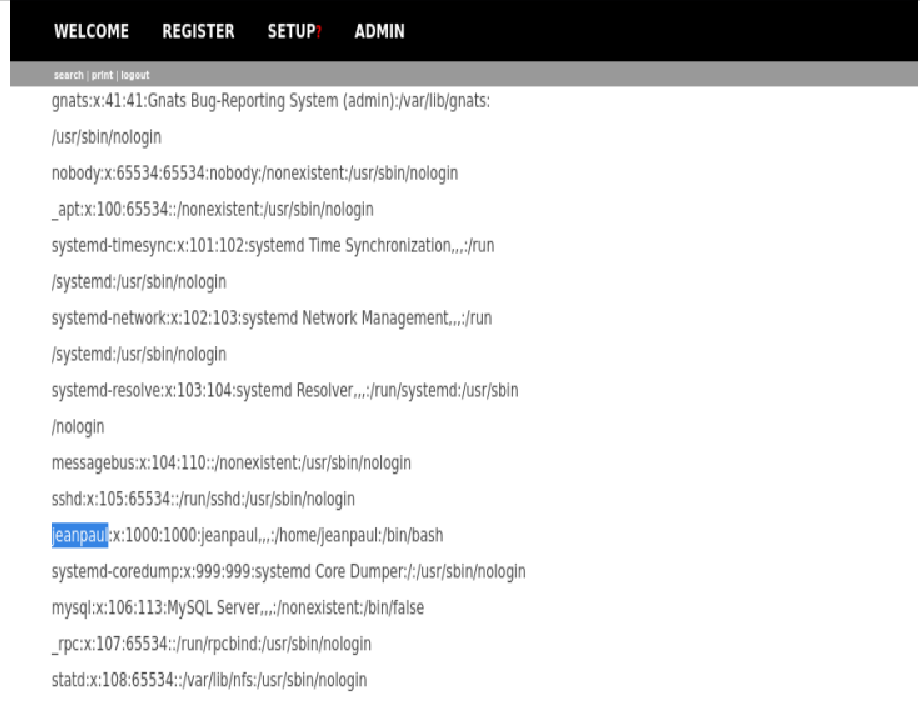 WELCOME REGISTER SETUP? ADMIN
search | print | logout
gnats:x:41:41:Gnats Bug-Reporting System (admin):/var/lib/gnats:
/usr/sbin/nologin
nobody:x:65534:65534:nobody:/nonexistent:/usr/sbin/nologin
_apt:x:100:65534::/nonexistent:/usr/sbin/nologin
systemd-timesync:x:101:102:systemd Time Synchronization,,,:/run
/systemd:/usr/sbin/nologin
systemd-network:x:102:103:systemd Network Management,,,:/run
/systemd:/usr/sbin/nologin
systemd-resolve:x:103:104:systemd Resolver,,,:/run/systemd:/usr/sbin
/nologin
messagebus:x:104:110::/nonexistent:/usr/sbin/nologin
sshd:x:105:65534::/run/sshd:/usr/sbin/nologin
jeanpaul:x:1000:1000:jeanpaul,,,:/home/jeanpaul:/bin/bash
systemd-coredump:x:999:999:systemd Core Dumper:/:/usr/sbin/nologin
mysql:x:106:113:MySQL Server,,,:/nonexistent:/bin/false
_rpc:x:107:65534::/run/rpcbind:/usr/sbin/nologin
statd:x:108:65534::/var/lib/nfs:/usr/sbin/nologin